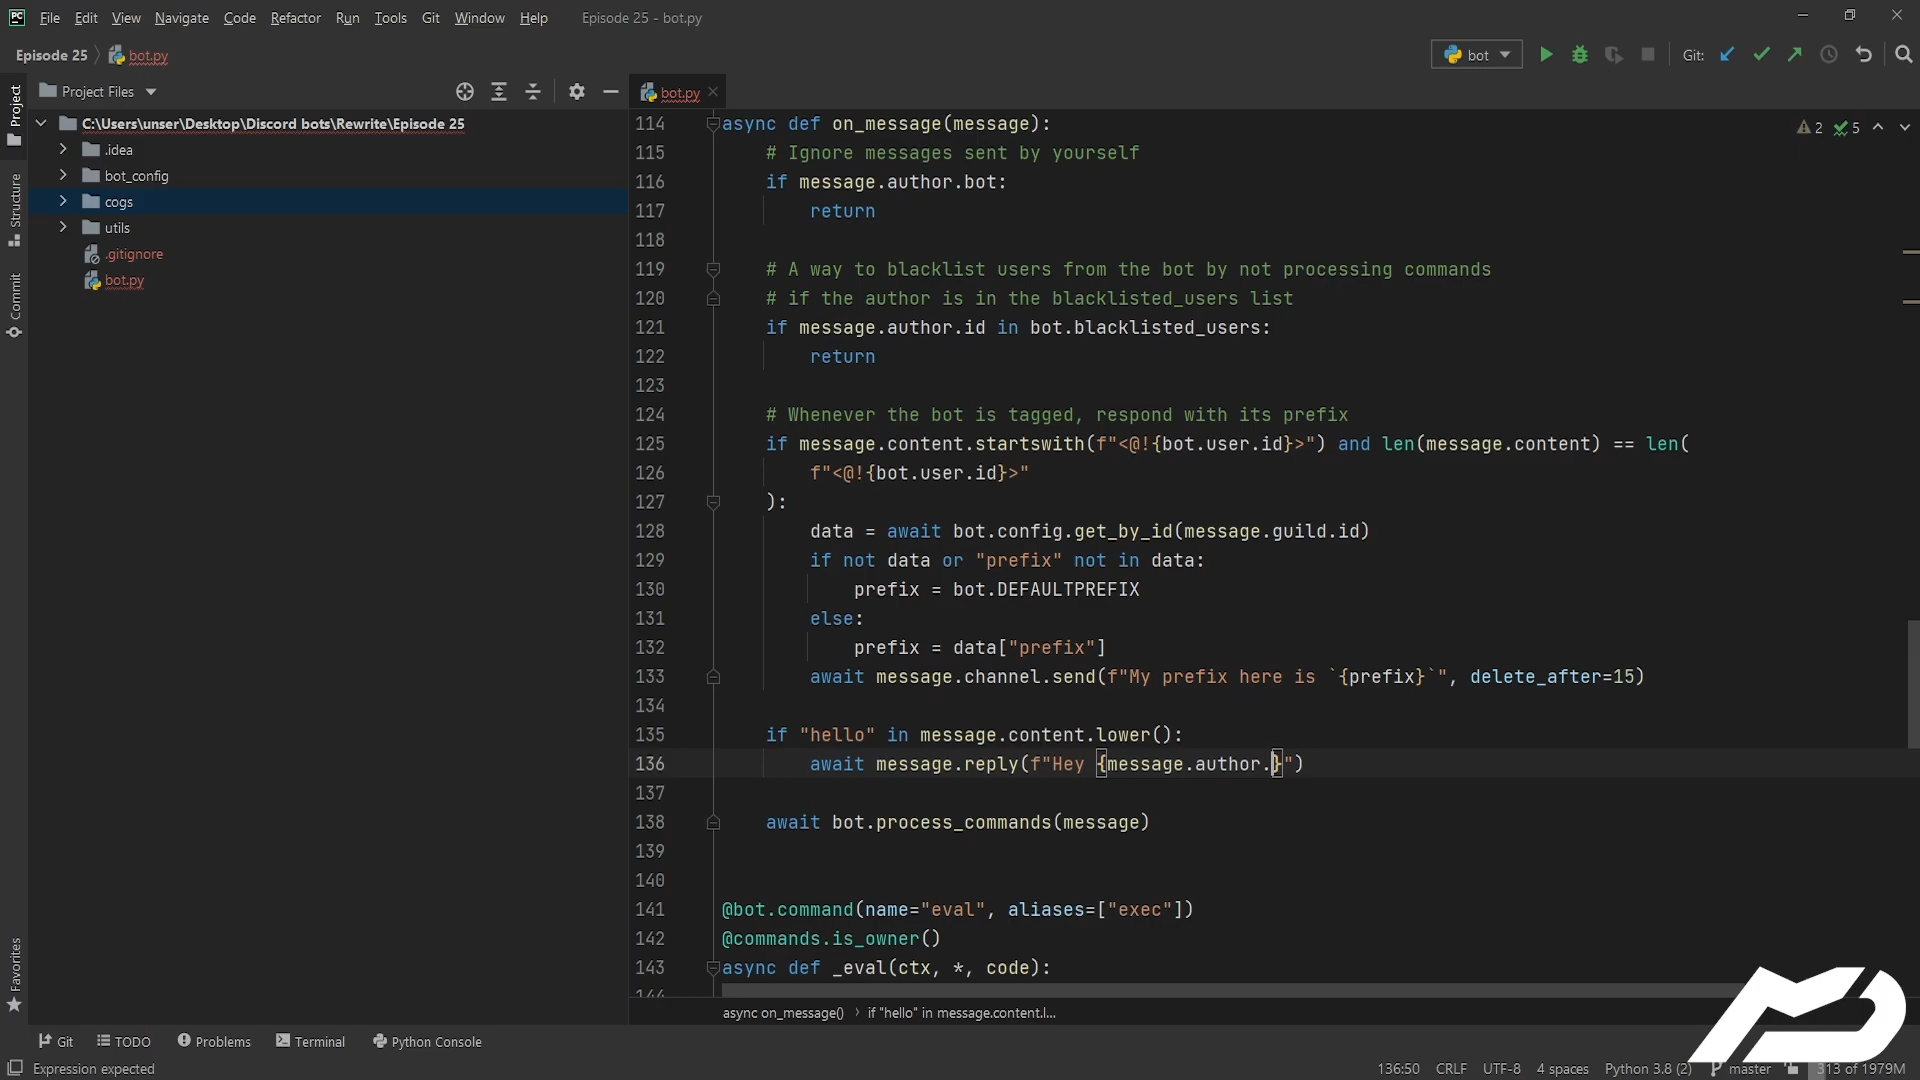 PC File Edit View Navigate Code Refactor Run Tools Git Window Help Episode 25 - bot.py
Episode 25 bot.py bot Git:
Project Files bot.py
Project
Structure
Commit
Favorites
C:\Users\unser\Desktop\Discord bots\Rewrite\Episode 25
.idea
bot_config
cogs
utils
.gitignore
bot.py
2 5
114 async def on_message(message):
115 # Ignore messages sent by yourself
116 if message.author.bot:
117 return
118
119 # A way to blacklist users from the bot by not processing commands
120 # if the author is in the blacklisted_users list
121 if message.author.id in bot.blacklisted_users:
122 return
123
124 # Whenever the bot is tagged, respond with its prefix
125 if message.content.startswith(f"<@!{bot.user.id}>") and len(message.content) == len(
126 f"<@!{bot.user.id}>"
127 ):
128 data = await bot.config.get_by_id(message.guild.id)
129 if not data or "prefix" not in data:
130 prefix = bot.DEFAULTPREFIX
131 else:
132 prefix = data["prefix"]
133 await message.channel.send(f"My prefix here is `{prefix}`", delete_after=15)
134
135 if "hello" in message.content.lower():
136 await message.reply(f"Hey {message.author.}")
137
138 await bot.process_commands(message)
139
140
141 @bot.command(name="eval", aliases=["exec"])
142 @commands.is_owner()
143 async def _eval(ctx, *, code):
144
async on_message() › if "hello" in message.content.l...
Git TODO Problems Terminal Python Console
Expression expected 136:50 CRLF UTF-8 4 spaces Python 3.8 (2) master 313 of 1979M